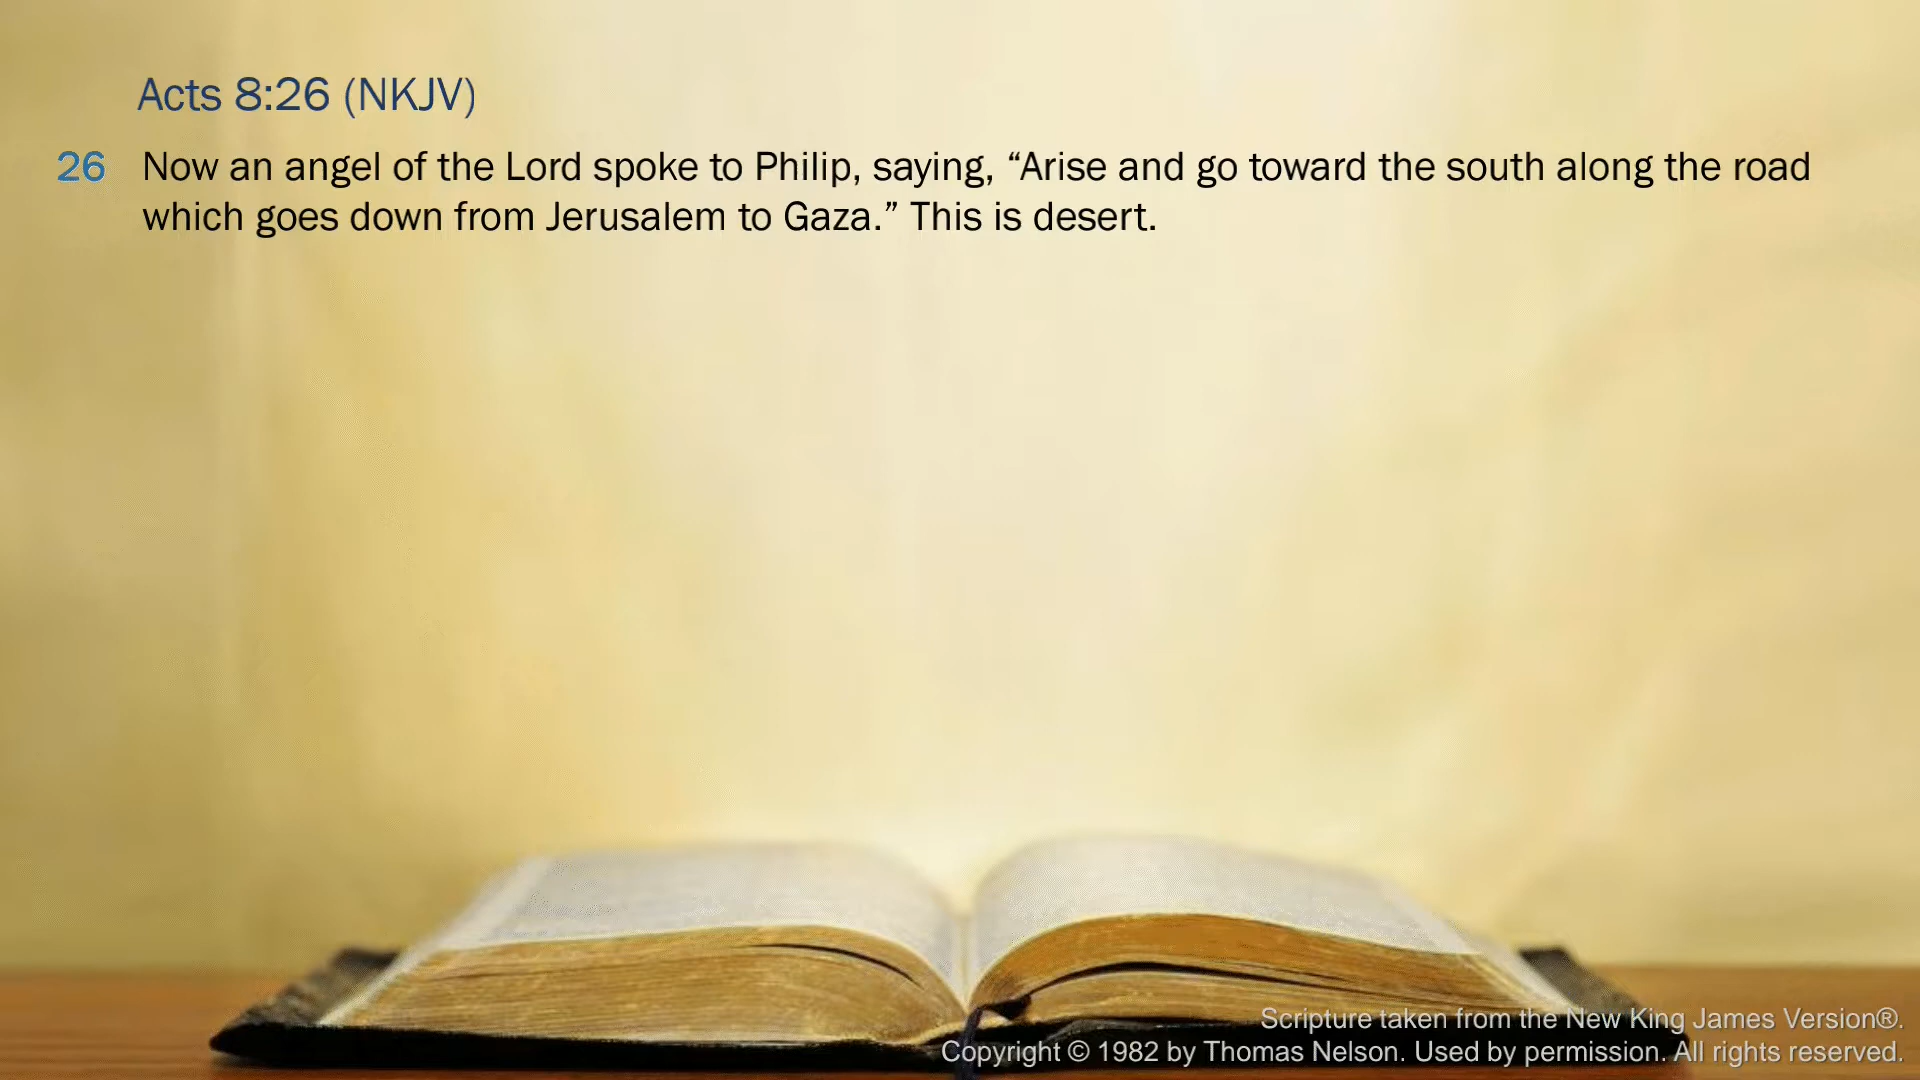 Acts 8:26 (NKJV)
26 Now an angel of the Lord spoke to Philip, saying, “Arise and go toward the south along the road
which goes down from Jerusalem to Gaza.” This is desert.
Scripture taken from the New King James Version®.
Copyright © 1982 by Thomas Nelson. Used by permission. All rights reserved.